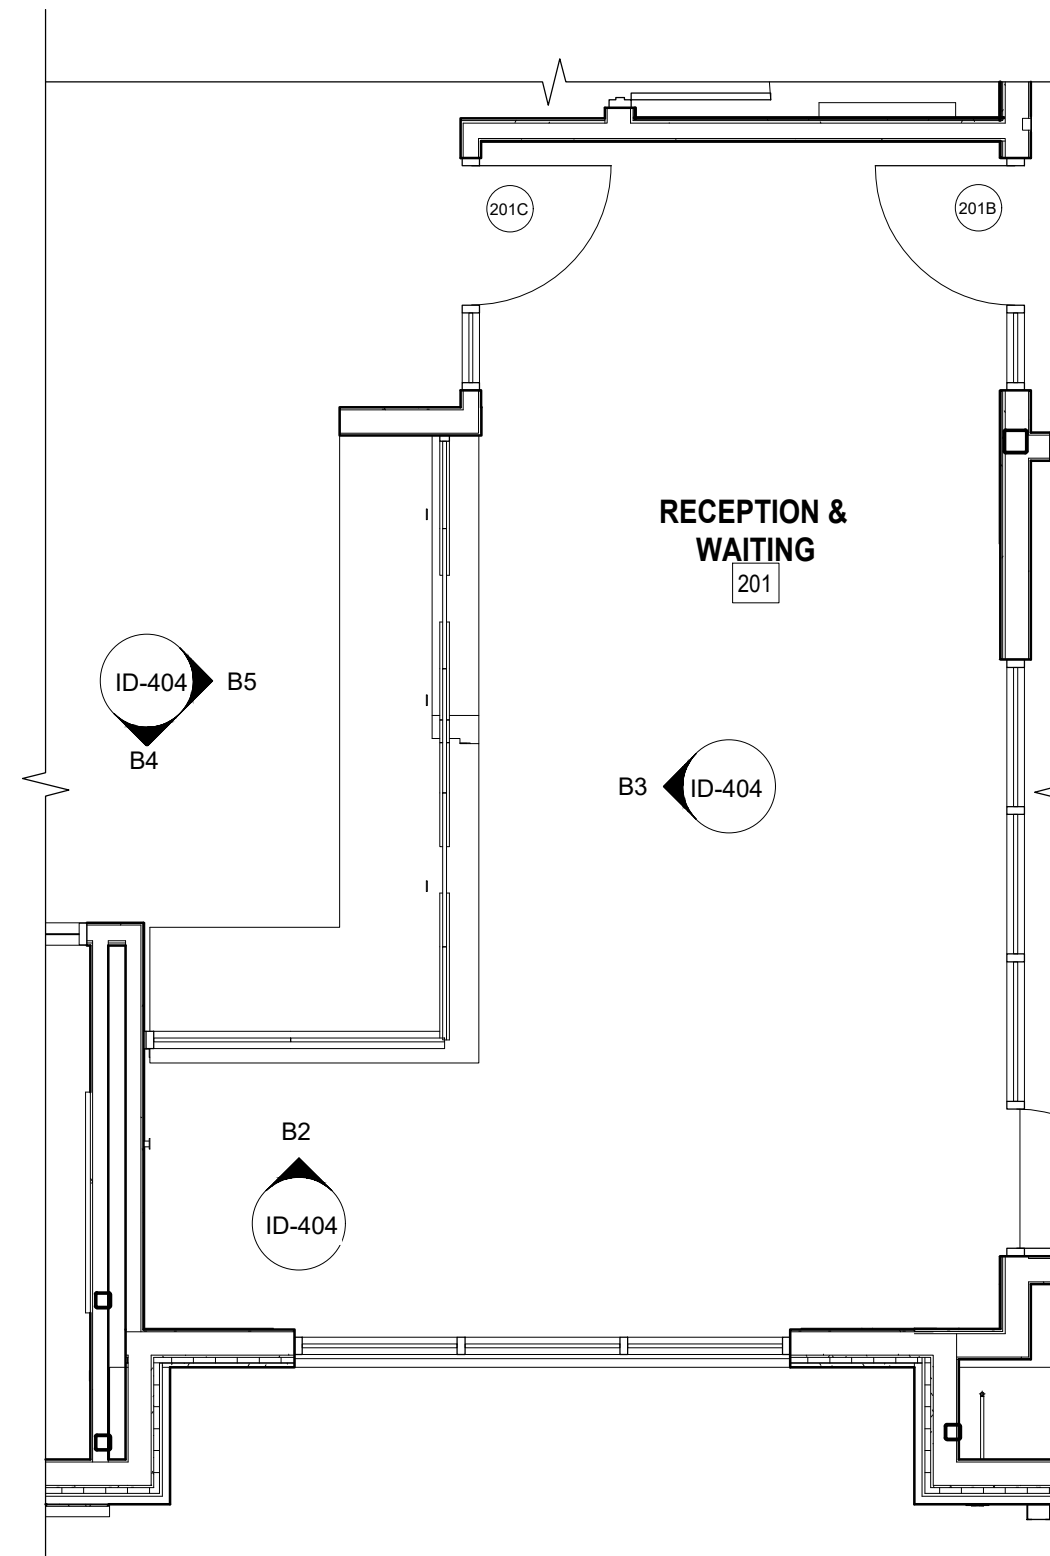 201C
201B
RECEPTION &
WAITING
201
ID-404
B5
B4
B3
ID-404
B2
ID-404